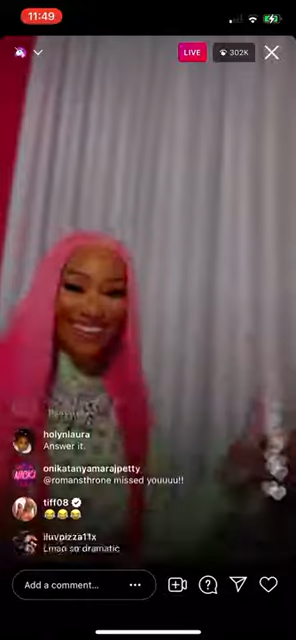 11:49
LIVE
302K
holynlaura
Answer it.
onikatanyamarajpetty
@romansthrone missed youuuu!!
tiff08
😂😂😂
iluvpizza11x
Lmao so dramatic
Add a comment...